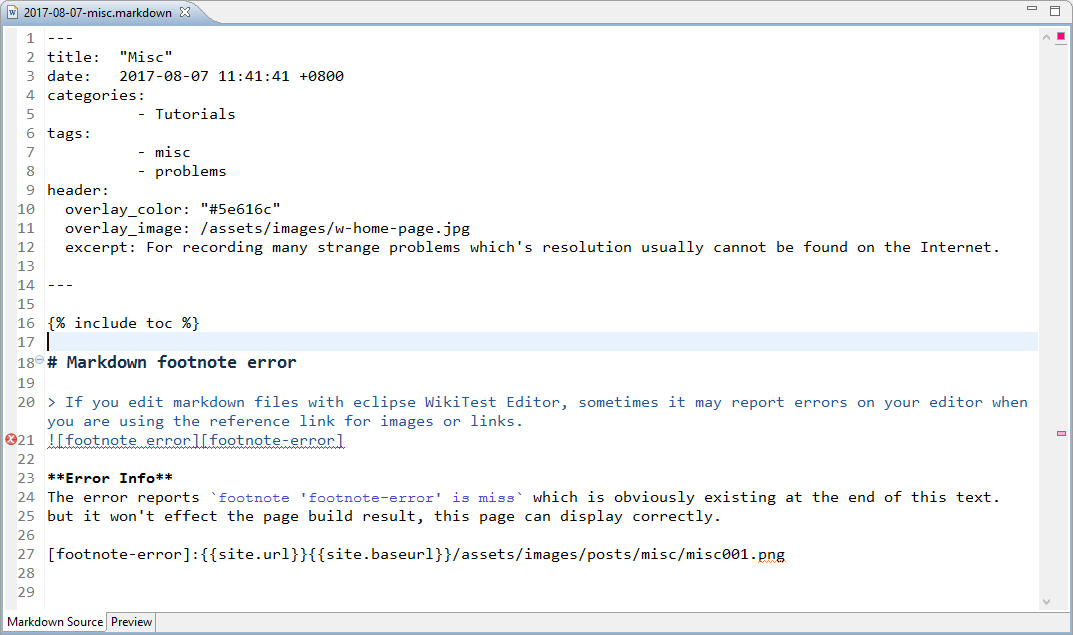 2017-08-07-misc.markdown
1 ---
2 title:  "Misc"
3 date:   2017-08-07 11:41:41 +0800
4 categories:
5           - Tutorials
6 tags:
7           - misc
8           - problems
9 header:
10   overlay_color: "#5e616c"
11   overlay_image: /assets/images/w-home-page.jpg
12   excerpt: For recording many strange problems which's resolution usually cannot be found on the Internet.
13
14 ---
15
16 {% include toc %}
17
18 # Markdown footnote error
19
20 > If you edit markdown files with eclipse WikiTest Editor, sometimes it may report errors on your editor when
you are using the reference link for images or links.
21 ![footnote error][footnote-error]
22
23 **Error Info**
24 The error reports `footnote 'footnote-error' is miss` which is obviously existing at the end of this text.
25 but it won't effect the page build result, this page can display correctly.
26
27 [footnote-error]:{{site.url}}{{site.baseurl}}/assets/images/posts/misc/misc001.png
28
29
Markdown Source Preview